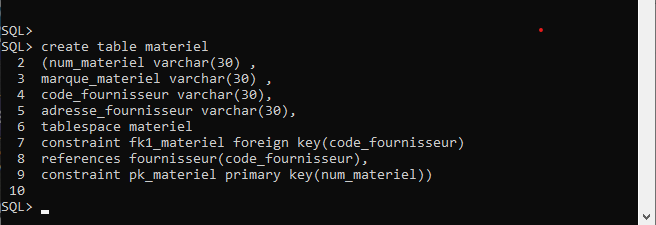 SQL>
SQL> create table materiel
2 (num_materiel varchar(30) ,
3 marque_materiel varchar(30) ,
4 code_fournisseur varchar(30),
5 adresse_fournisseur varchar(30),
6 tablespace materiel
7 constraint fk1_materiel foreign key(code_fournisseur)
8 references fournisseur(code_fournisseur),
9 constraint pk_materiel primary key(num_materiel))
10
SQL>